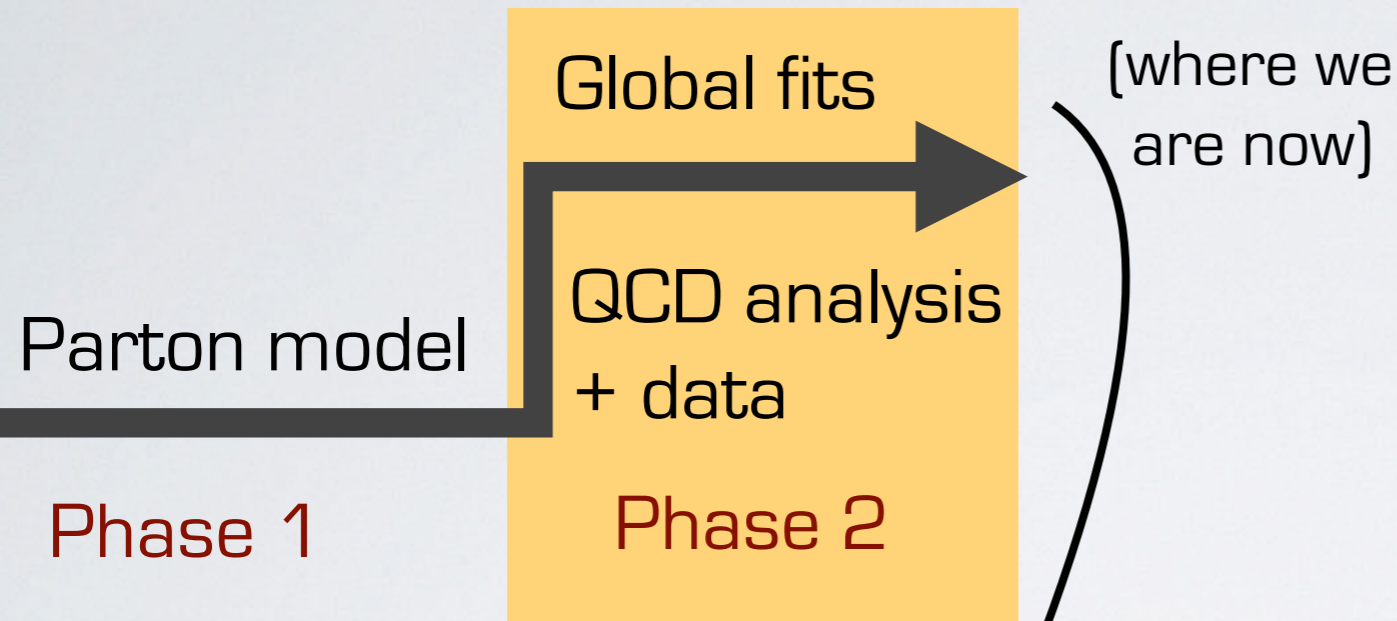 Global fits
(where we
are now)
Parton model
QCD analysis
+ data
Phase 1
Phase 2